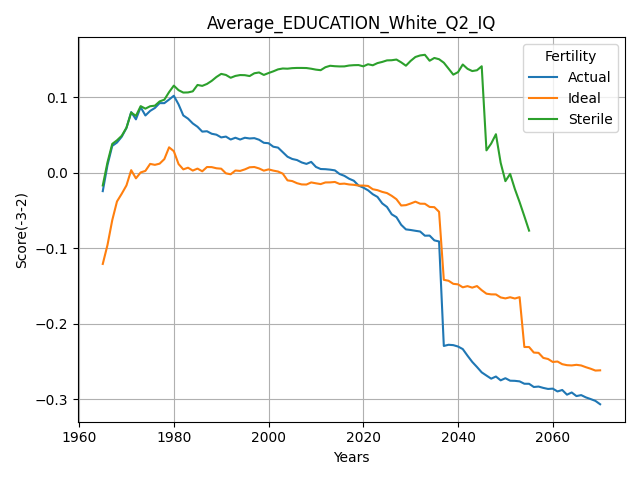 Average_EDUCATION_White_Q2_IQ
Fertility
Actual
Ideal
Sterile
Score(-3-2)
0.1
0.0
−0.1
−0.2
−0.3
1960 1980 2000 2020 2040 2060
Years